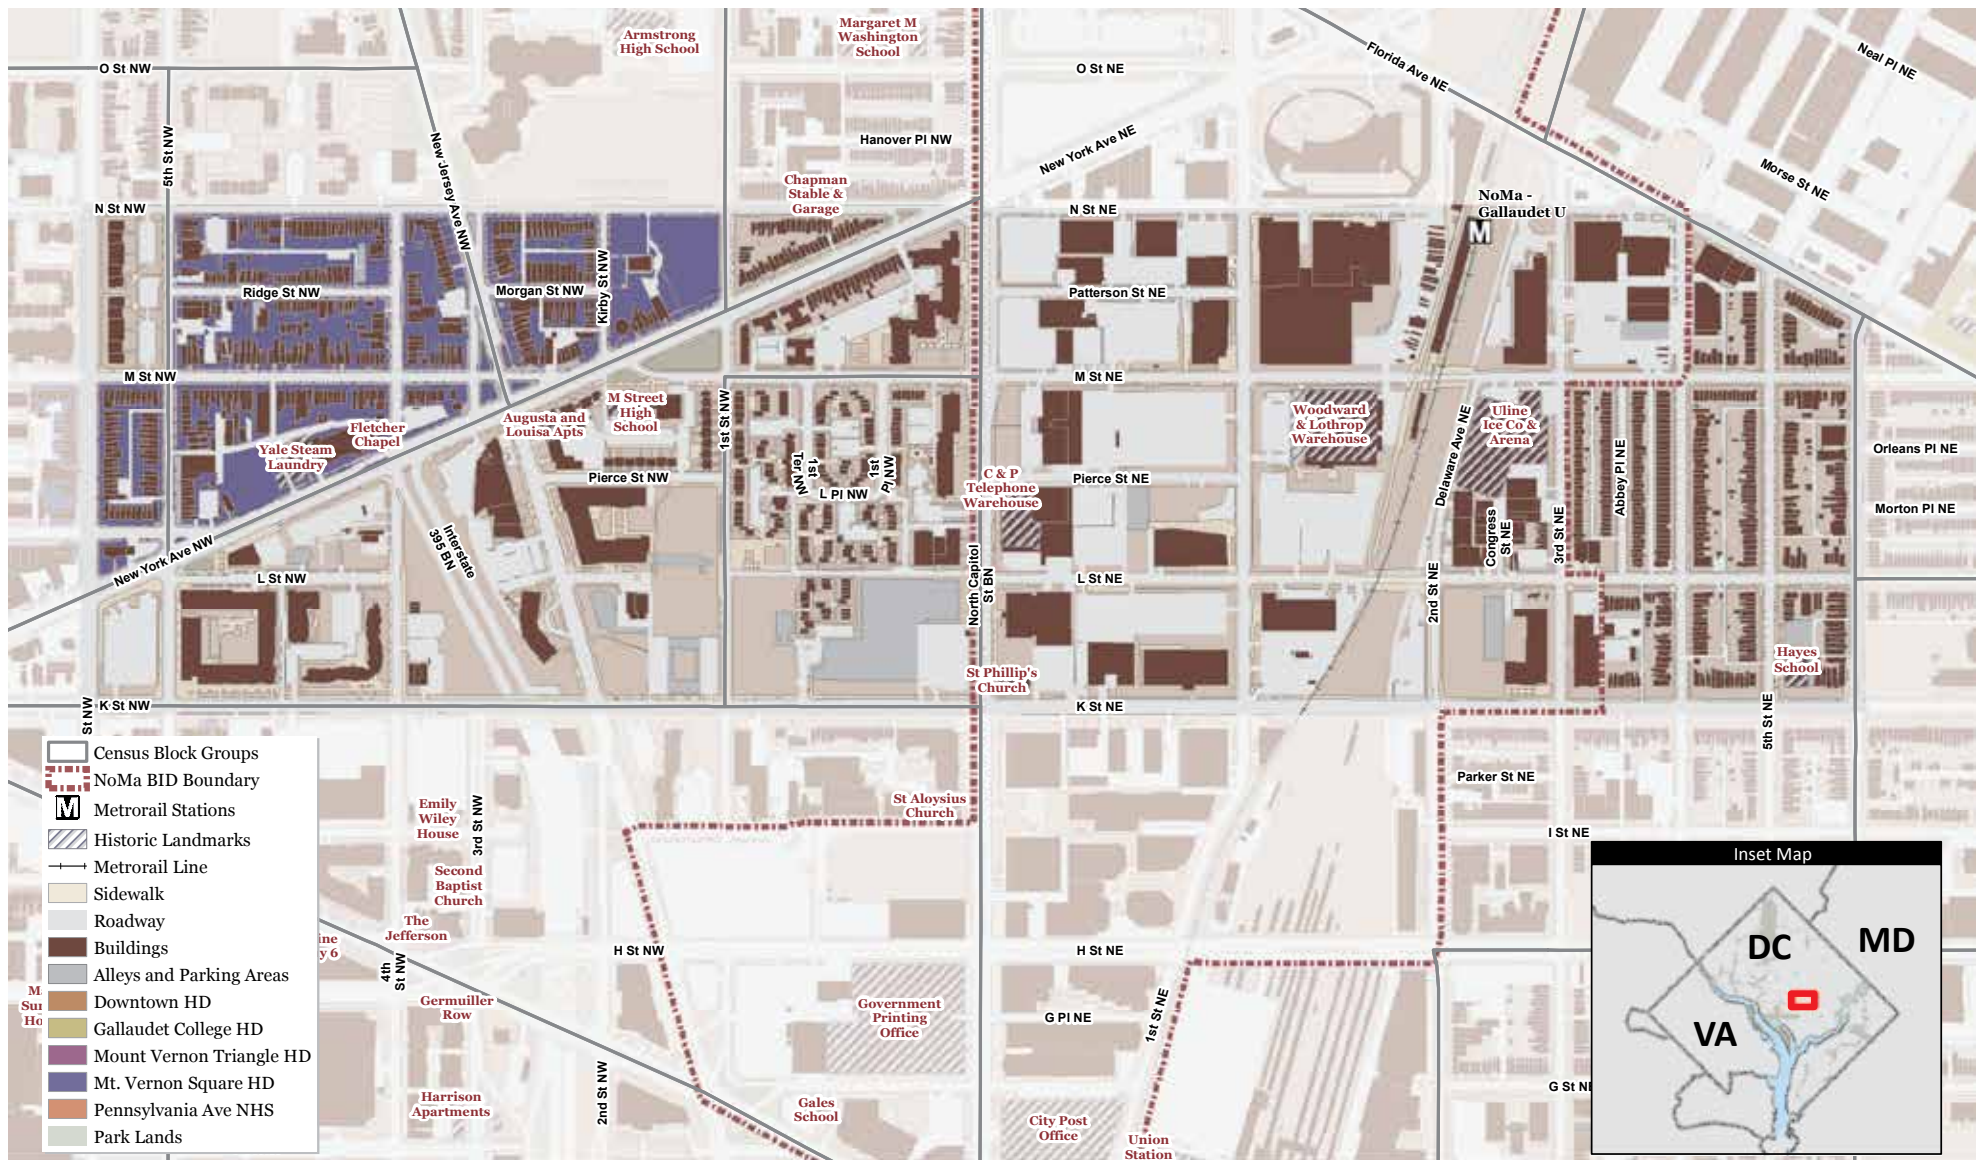 Armstrong
High School
Margaret M
Washington
School
O St NW
O St NE
Florida Ave NE
Neal Pl NE
5th St NW
New Jersey Ave NW
Hanover Pl NW
New York Ave NE
Morse St NE
Chapman
Stable &
Garage
N St NW
N St NE
NoMa -
Gallaudet U
M
Ridge St NW
Morgan St NW
Kirby St NW
Patterson St NE
M St NW
M St NE
Yale Steam
Laundry
Fletcher
Chapel
Augusta and
Louisa Apts
M Street
High
School
1st St NW
Woodward
& Lothrop
Warehouse
Delaware Ave NE
Uline
Ice Co &
Arena
Abbey Pl NE
Orleans Pl NE
1st
Ter NW
1st
Pl NW
L Pl NW
Pierce St NW
C & P
Telephone
Warehouse
Pierce St NE
Congress
St NE
3rd St NE
Morton Pl NE
New York Ave NW
Interstate
395 BN
L St NW
North Capitol
St BN
L St NE
2nd St NE
St Phillip's
Church
Hayes
School
St NW
K St NW
K St NE
5th St NE
Parker St NE
I St NE
Emily
Wiley
House
3rd St NW
St Aloysius
Church
Second
Baptist
Church
The
Jefferson
ine
y 6
4th
St NW
H St NW
H St NE
Germuiller
Row
Government
Printing
Office
G Pl NE
1st St NE
M
Sur
Ho
2nd St NW
Harrison
Apartments
Gales
School
City Post
Office
Union
Station
G St NE
Census Block Groups
NoMa BID Boundary
M Metrorail Stations
Historic Landmarks
Metrorail Line
Sidewalk
Roadway
Buildings
Alleys and Parking Areas
Downtown HD
Gallaudet College HD
Mount Vernon Triangle HD
Mt. Vernon Square HD
Pennsylvania Ave NHS
Park Lands
Inset Map
DC
MD
VA